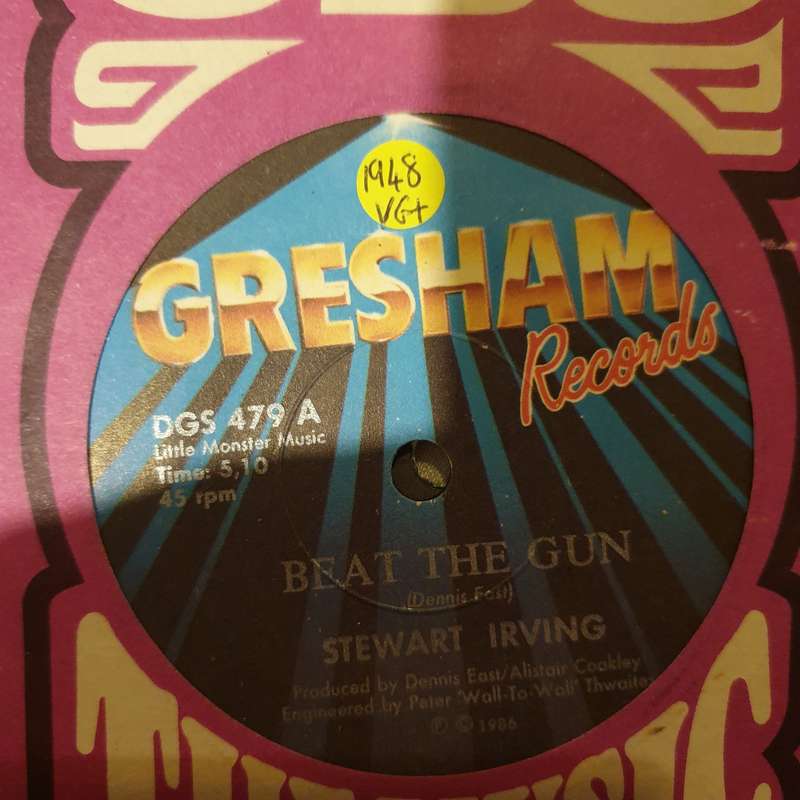 1948
VG+
GRESHAM
Records
DGS 479 A
Little Monster Music
Time: 5,10
45 rpm
BEAT THE GUN
(Dennis East)
STEWART IRVING
Produced by Dennis East/Alistair Coakley
Engineered by Peter 'Wall-To-Wall' Thwaites
℗ © 1986